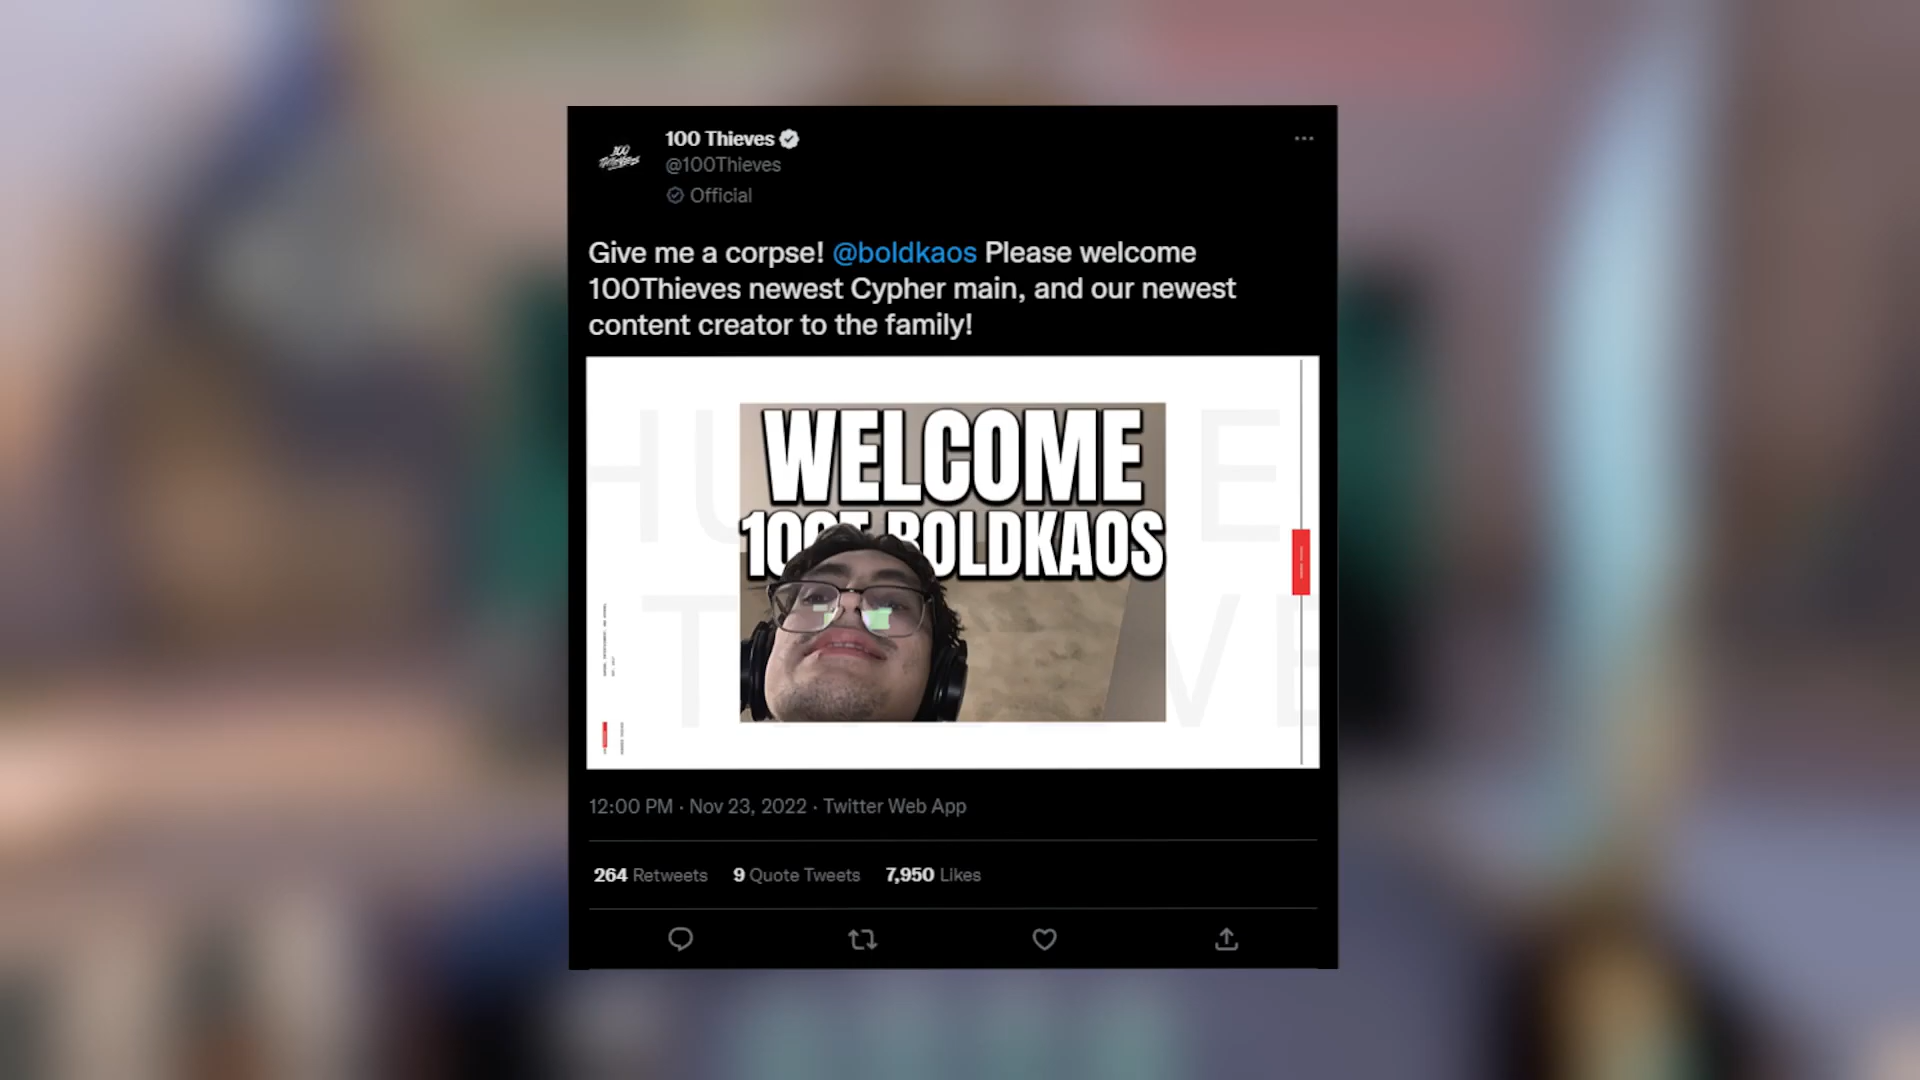 100 Thieves
@100Thieves
Official
Give me a corpse! @boldkaos Please welcome
100Thieves newest Cypher main, and our newest
content creator to the family!
WELCOME
BOLDKAOS
12:00 PM · Nov 23, 2022 · Twitter Web App
264 Retweets 9 Quote Tweets 7,950 Likes